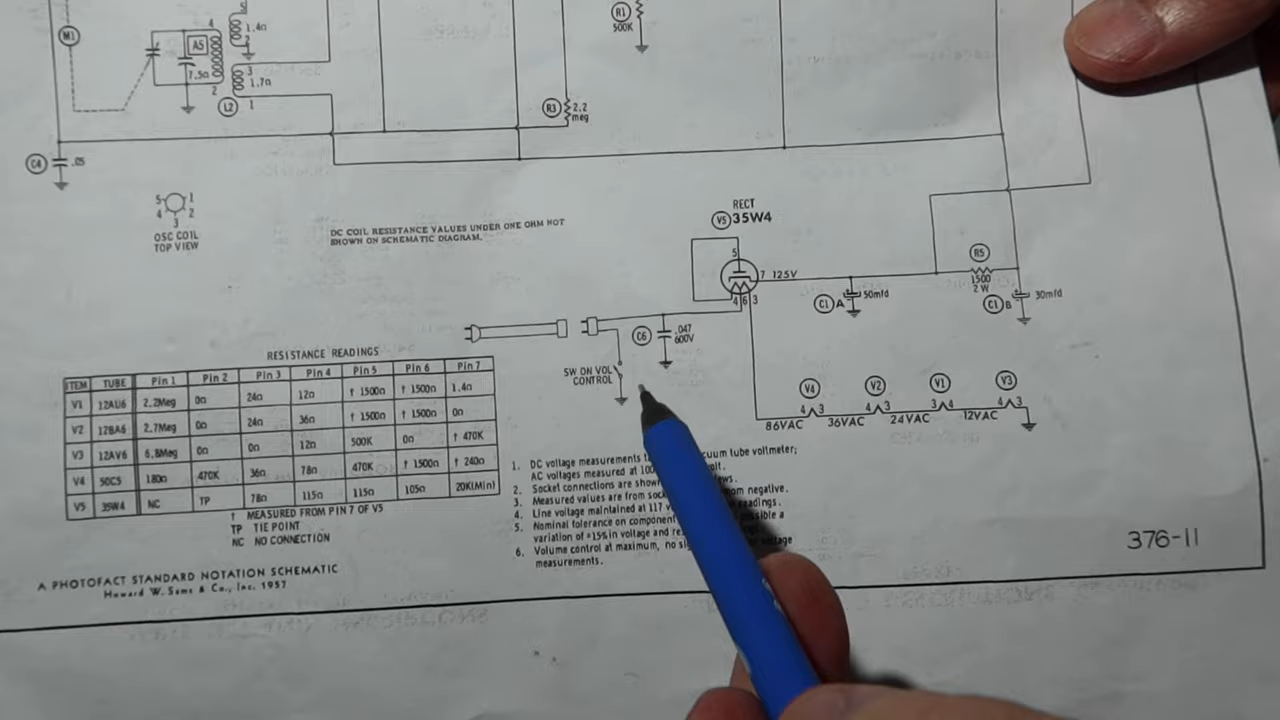 R1
500K
M1
4
A5
1.4Ω
2
7.5Ω
3
1.7Ω
2
1
L2
R3
2.2
meg
C4
.05
5
1
4
2
3
OSC COIL
TOP VIEW
DC COIL RESISTANCE VALUES UNDER ONE OHM NOT
SHOWN ON SCHEMATIC DIAGRAM.
RECT
V5 35W4
5
7 125V
4 6 3
R5
1500
2 W
C1 A
50mfd
C1 B
30mfd
C6
.047
600V
SW ON VOL
CONTROL
V4
V2
V1
V3
4 3
4 3
3 4
4 3
86VAC
36VAC
24VAC
12VAC
RESISTANCE READINGS
ITEM TUBE Pin 1 Pin 2 Pin 3 Pin 4 Pin 5 Pin 6 Pin 7
V1 12AU6 2.2Meg 0Ω 24Ω 12Ω † 1500Ω † 1500Ω 1.4Ω
V2 12BA6 2.7Meg 0Ω 24Ω 36Ω † 1500Ω † 1500Ω 0Ω
V3 12AV6 6.8Meg 0Ω 0Ω 12Ω 500K 0Ω † 470K
V4 50C5 180Ω 470K 36Ω 78Ω 470K † 1500Ω † 240Ω
V5 35W4 NC TP 78Ω 115Ω 115Ω 105Ω 20K(Min)
† MEASURED FROM PIN 7 OF V5
TP TIE POINT
NC NO CONNECTION
1. DC voltage measurements vacuum tube voltmeter;
AC voltages measured at volt.
2. Socket connections are
3. Measured values are from negative.
4. Line voltage maintained at 117 readings.
5. Nominal tolerance on component possible a
variation of ±15% in voltage and
6. Volume control at maximum, no
measurements.
A PHOTOFACT STANDARD NOTATION SCHEMATIC
Howard W. Sams & Co., Inc. 1957
376-11